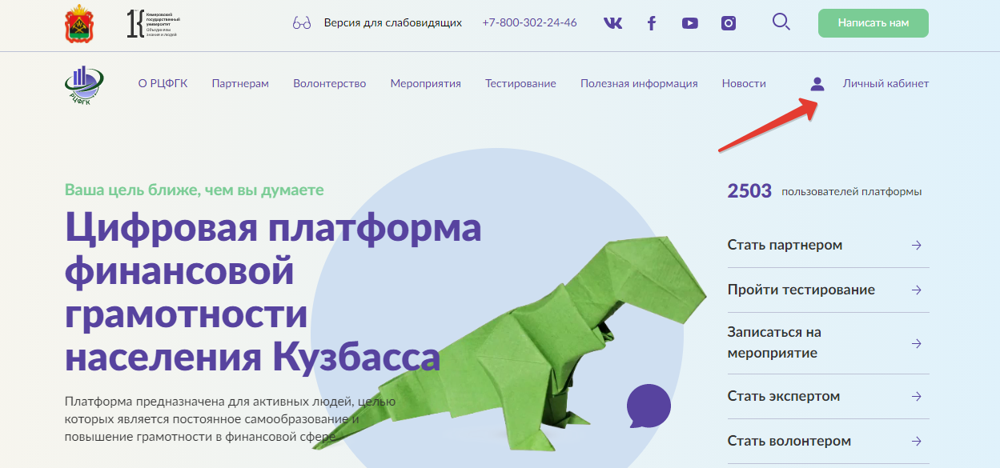 Кемеровский
государственный
университет
Объединяем
знания и людей
Версия для слабовидящих
+7-800-302-24-46
Написать нам
РЦФГК
О РЦФГК
Партнерам
Волонтерство
Мероприятия
Тестирование
Полезная информация
Новости
Личный кабинет
Ваша цель ближе, чем вы думаете
Цифровая платформа
финансовой
грамотности
населения Кузбасса
Платформа предназначена для активных людей, целью
которых является постоянное самообразование и
повышение грамотности в финансовой сфере
2503 пользователей платформы
Стать партнером
Пройти тестирование
Записаться на
мероприятие
Стать экспертом
Стать волонтером